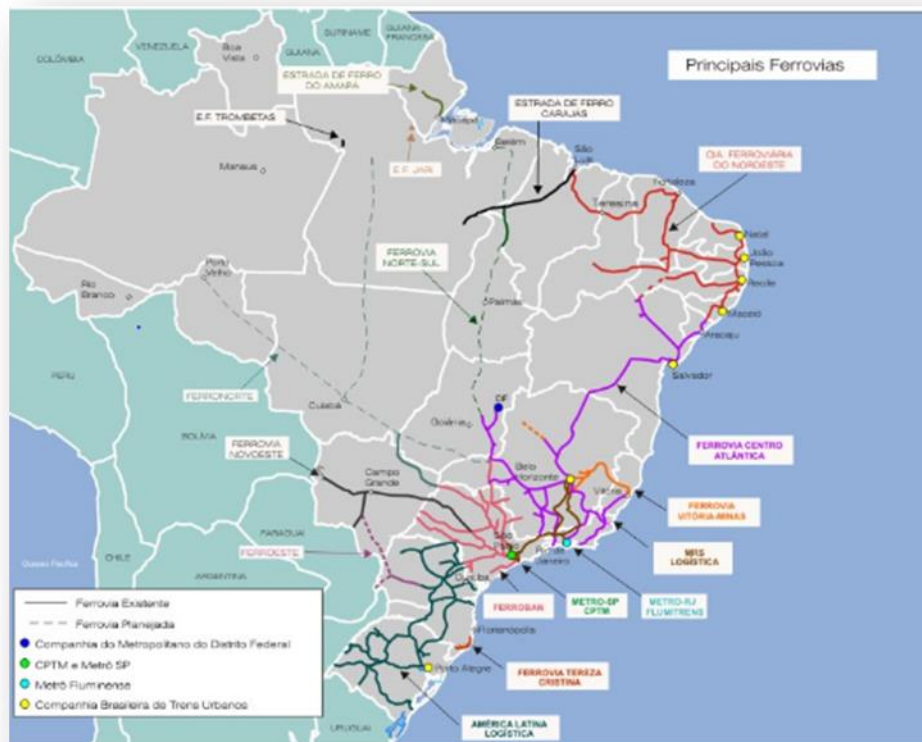 Principais Ferrovias
COLÔMBIA
VENEZUELA
GUIANA
SURINAME
GUIANA
FRANCESA
Boa
Vista
ESTRADA DE FERRO
DO AMAPÁ
E.F. TROMBETAS
Macapá
E.F. JARI
ESTRADA DE FERRO
CARAJÁS
Belém
São
Luís
CIA. FERROVIÁRIA
DO NORDESTE
Manaus
Fortaleza
Teresina
Natal
João
Pessoa
Recife
Maceió
Aracaju
Salvador
FERROVIA
NORTE-SUL
Palmas
Porto
Velho
Rio
Branco
PERU
FERRONORTE
Cuiabá
BOLÍVIA
DF
Goiânia
FERROVIA CENTRO
ATLÂNTICA
FERROVIA
NOVOESTE
Campo
Grande
Belo
Horizonte
Vitória
FERROVIA
VITÓRIA-MINAS
PARAGUAI
FERROESTE
São
Rio de
Janeiro
MRS
LOGÍSTICA
CHILE
Oceano Pacífico
ARGENTINA
Curitiba
FERROBAN
METRO-SP
CPTM
METRO-RJ
FLUMITRENS
Florianópolis
FERROVIA TEREZA
CRISTINA
Porto Alegre
AMÉRICA LATINA
LOGÍSTICA
URUGUAI
Ferrovia Existente
Ferrovia Planejada
Companhia do Metropolitano do Distrito Federal
CPTM e Metrô SP
Metrô Fluminense
Companhia Brasileira de Trens Urbanos